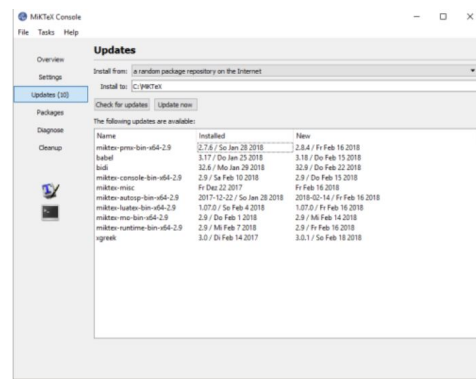 MiKTeX Console
File Tasks Help
Overview
Settings
Updates (10)
Packages
Diagnose
Cleanup
Updates
Install from: a random package repository on the Internet
Install to: C:\MiKTeX
Check for updates Update now
The following updates are available:
Name Installed New
miktex-pmx-bin-x64-2.9 2.7.6 / So Jan 28 2018 2.8.4 / Fr Feb 16 2018
babel 3.17 / Do Jan 25 2018 3.18 / Do Feb 15 2018
bidi 32.6 / Mo Jan 29 2018 32.9 / Do Feb 22 2018
miktex-console-bin-x64-2.9 2.9 / Sa Feb 10 2018 2.9 / Do Feb 15 2018
miktex-misc Fr Dez 22 2017 Fr Feb 16 2018
miktex-autosp-bin-x64-2.9 2017-12-22 / So Jan 28 2018 2018-02-14 / Fr Feb 16 2018
miktex-luatex-bin-x64-2.9 1.07.0 / So Feb 4 2018 1.07.0 / Fr Feb 16 2018
miktex-mo-bin-x64-2.9 2.9 / Do Feb 1 2018 2.9 / Mi Feb 14 2018
miktex-runtime-bin-x64-2.9 2.9 / Mi Feb 7 2018 2.9 / Fr Feb 16 2018
xgreek 3.0 / Di Feb 14 2017 3.0.1 / So Feb 18 2018